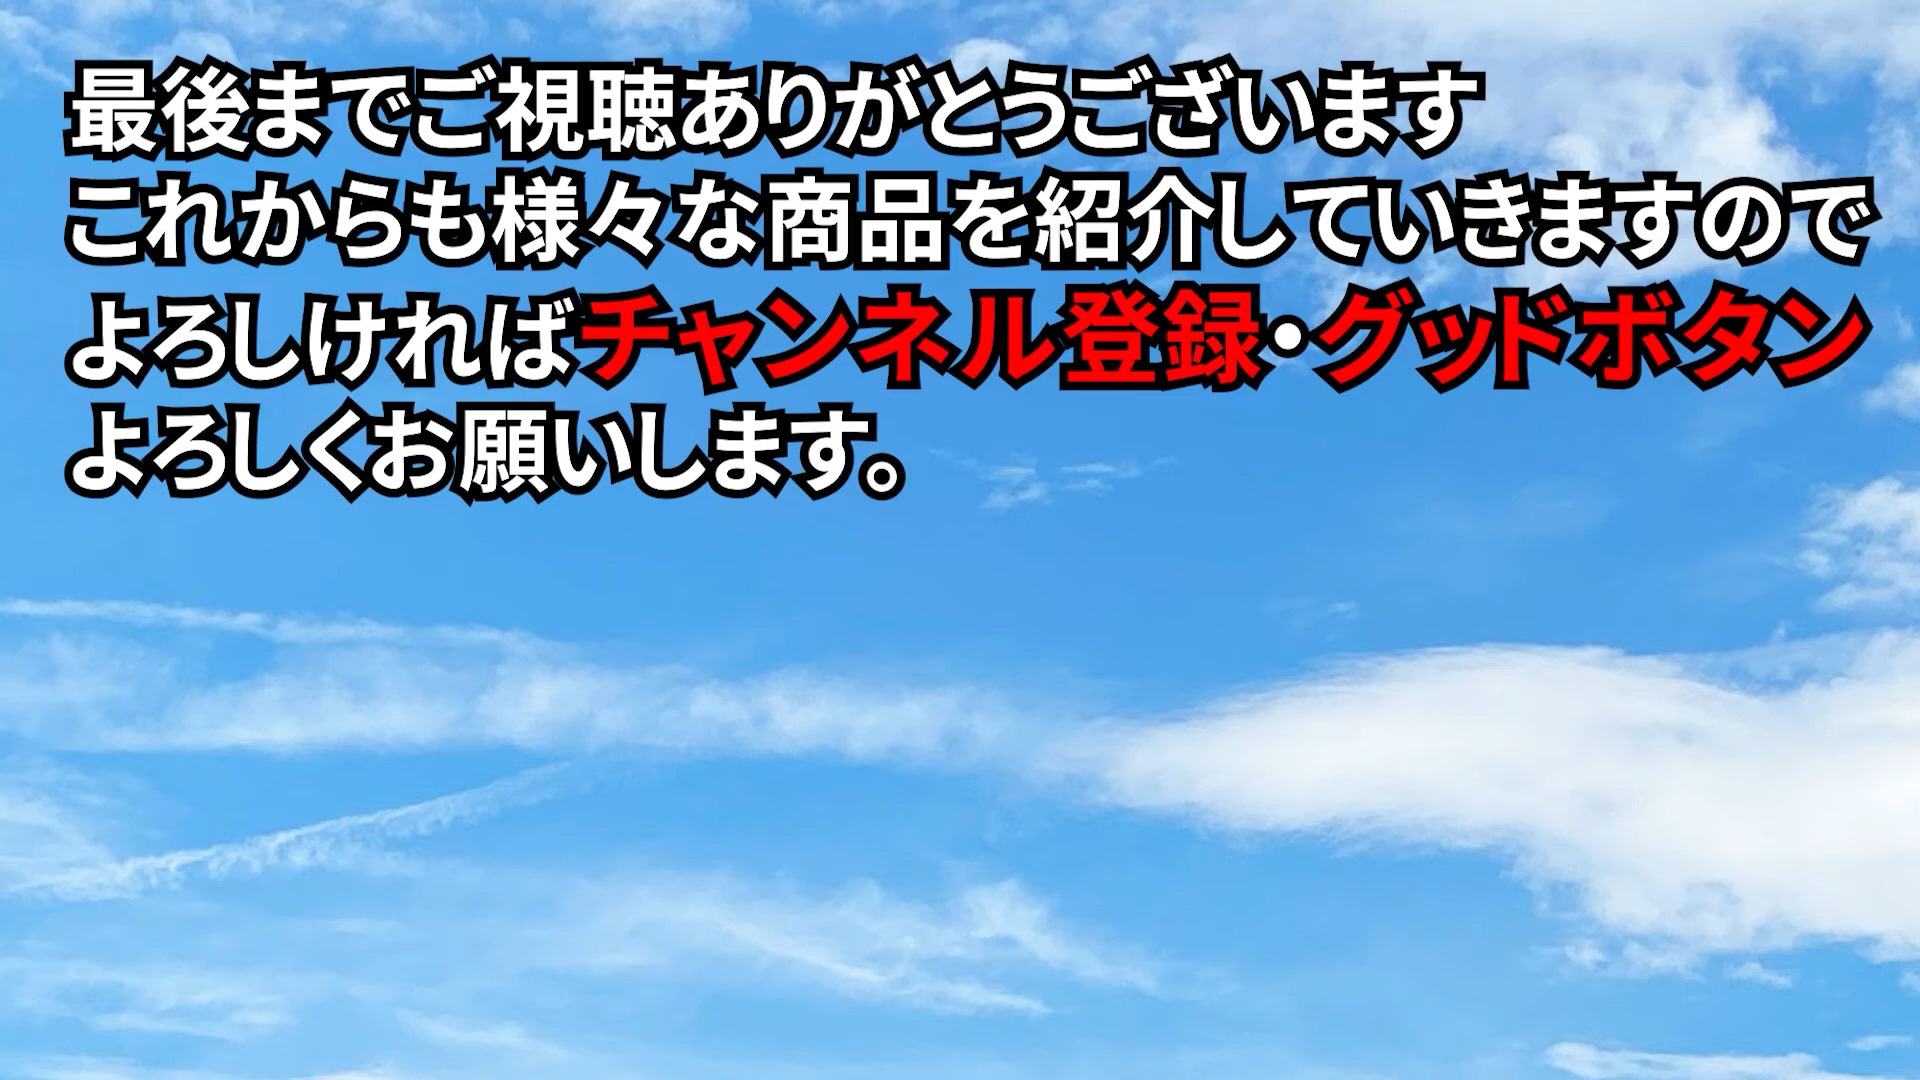 最後までご視聴ありがとうございます
これからも様々な商品を紹介していきますので
よろしければチャンネル登録・グッドボタン
よろしくお願いします。